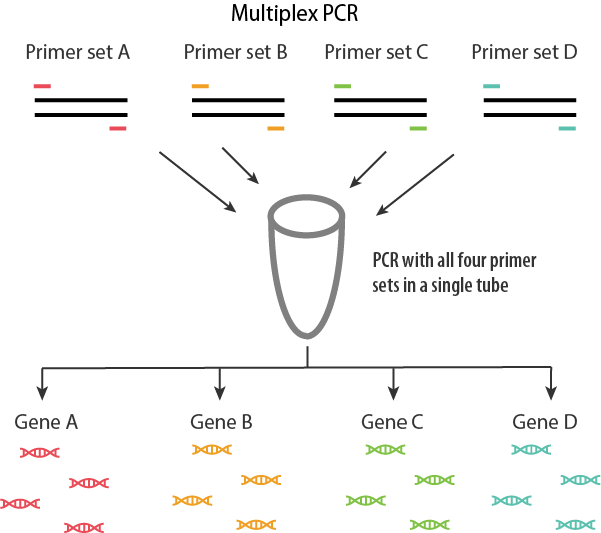 Multiplex PCR
Primer set A
Primer set B
Primer set C
Primer set D
PCR with all four primer
sets in a single tube
Gene A
Gene B
Gene C
Gene D